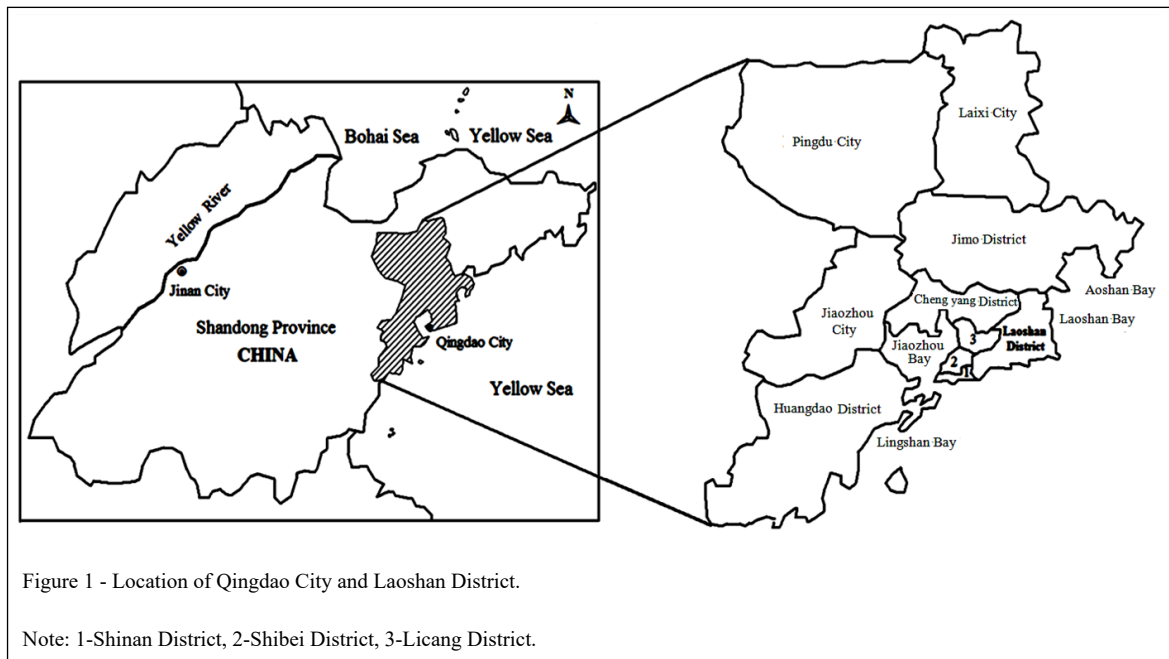 N
Bohai Sea
Yellow Sea
Yellow River
Jinan City
Shandong Province
CHINA
Qingdao City
Yellow Sea
Laixi City
Pingdu City
Jimo District
Aoshan Bay
Cheng yang District
Laoshan Bay
Jiaozhou
City
Laoshan
District
3
Jiaozhou
Bay
2
1
Huangdao District
Lingshan Bay
Figure 1 - Location of Qingdao City and Laoshan District.
Note: 1-Shinan District, 2-Shibei District, 3-Licang District.